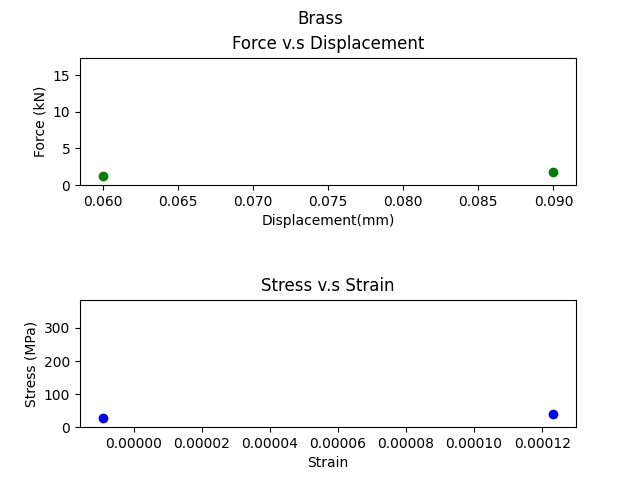 Brass
Force v.s Displacement
15
10
5
0
Force (kN)
0.060 0.065 0.070 0.075 0.080 0.085 0.090
Displacement(mm)
Stress v.s Strain
300
200
100
0
Stress (MPa)
0.00000 0.00002 0.00004 0.00006 0.00008 0.00010 0.00012
Strain